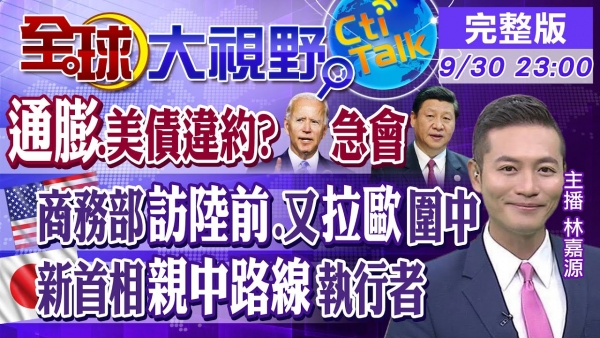 全球大視野
Cti Talk
完整版
9/30 23:00
通膨.美債違約? 急會
商務部訪陸前.又拉歐圍中
新首相親中路線執行者
主播 林嘉源